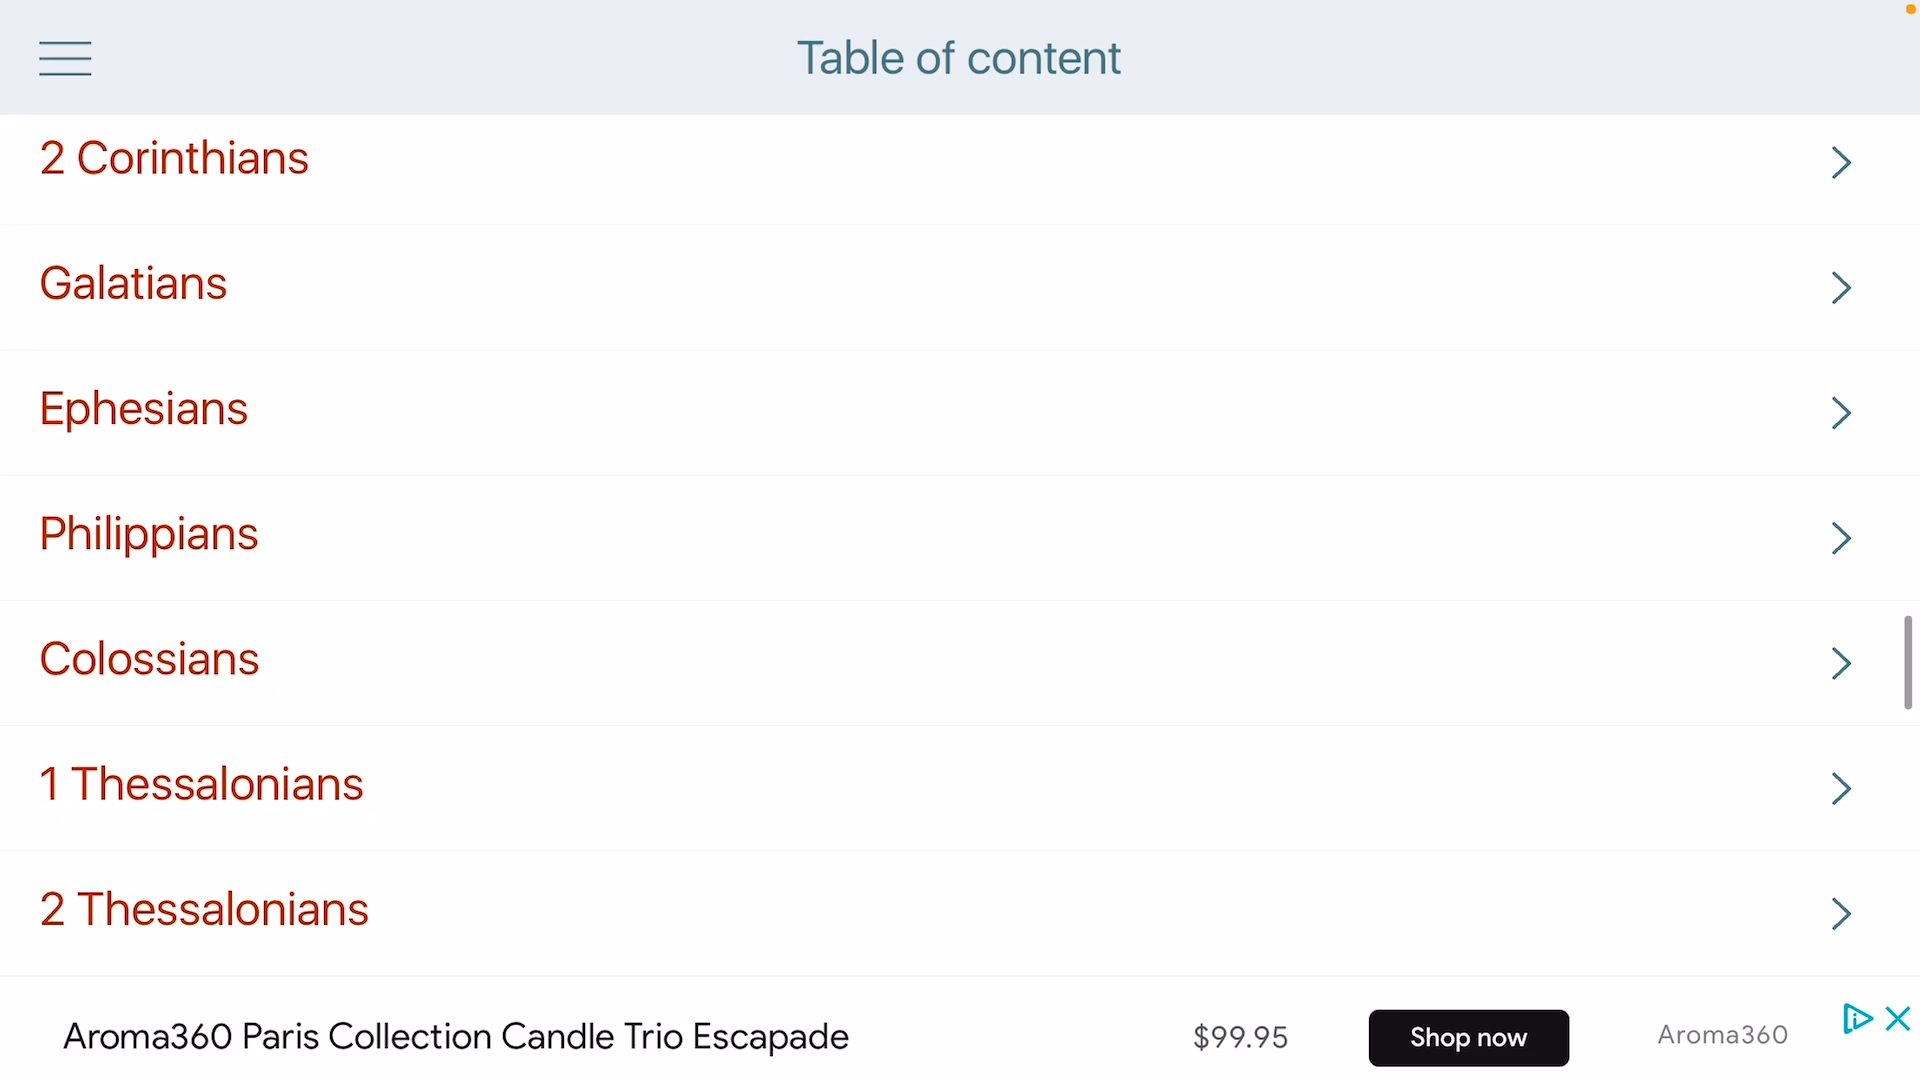 Table of content
2 Corinthians
Galatians
Ephesians
Philippians
Colossians
1 Thessalonians
2 Thessalonians
Aroma360 Paris Collection Candle Trio Escapade $99.95 Shop now Aroma360